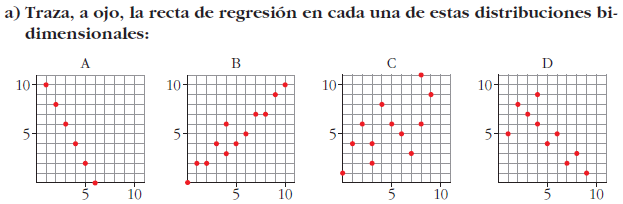 a) Traza, a ojo, la recta de regresión en cada una de estas distribuciones bi-
dimensionales:
A B C D
10 10 10 10
5 5 5 5
5 10 5 10 5 10 5 10